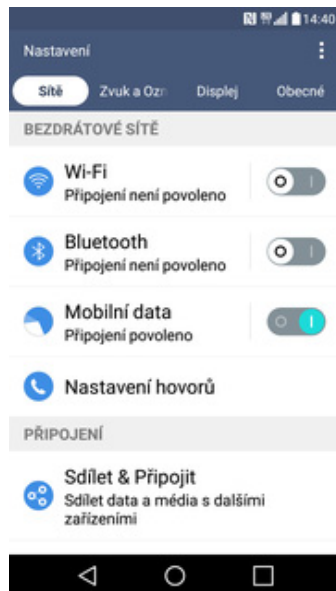 14:40
Nastavení
Sítě Zvuk a Ozn Displej Obecné
BEZDRÁTOVÉ SÍTĚ
Wi-Fi
Připojení není povoleno
Bluetooth
Připojení není povoleno
Mobilní data
Připojení povoleno
Nastavení hovorů
PŘIPOJENÍ
Sdílet & Připojit
Sdílet data a média s dalšími
zařízeními